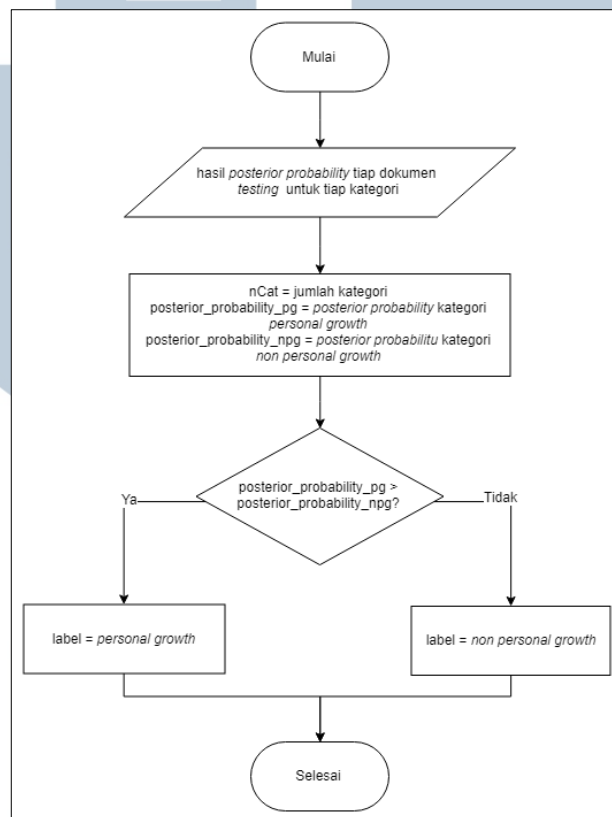 Mulai
hasil posterior probability tiap dokumen
testing untuk tiap kategori
nCat = jumlah kategori
posterior_probability_pg = posterior probability kategori
personal growth
posterior_probability_npg = posterior probabilitu kategori
non personal growth
posterior_probability_pg >
posterior_probability_npg?
Ya
Tidak
label = personal growth
label = non personal growth
Selesai